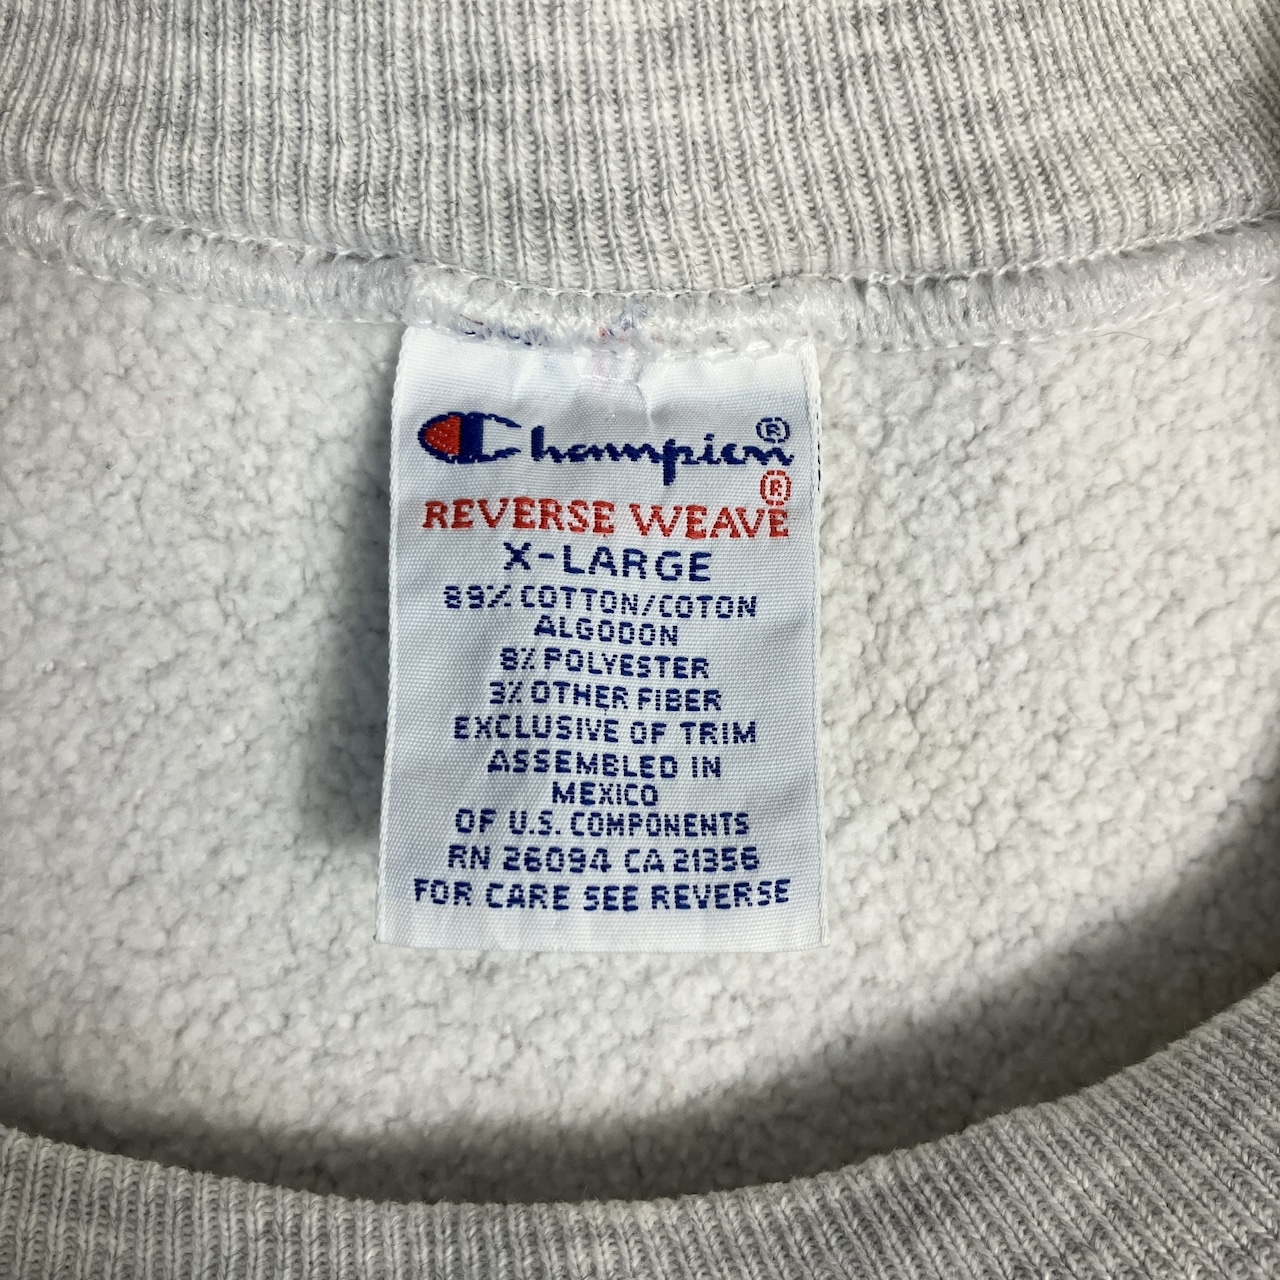 Champion®
REVERSE WEAVE®
X-LARGE
89% COTTON/COTON
ALGODON
8% POLYESTER
3% OTHER FIBER
EXCLUSIVE OF TRIM
ASSEMBLED IN
MEXICO
OF U.S. COMPONENTS
RN 26094 CA 21356
FOR CARE SEE REVERSE